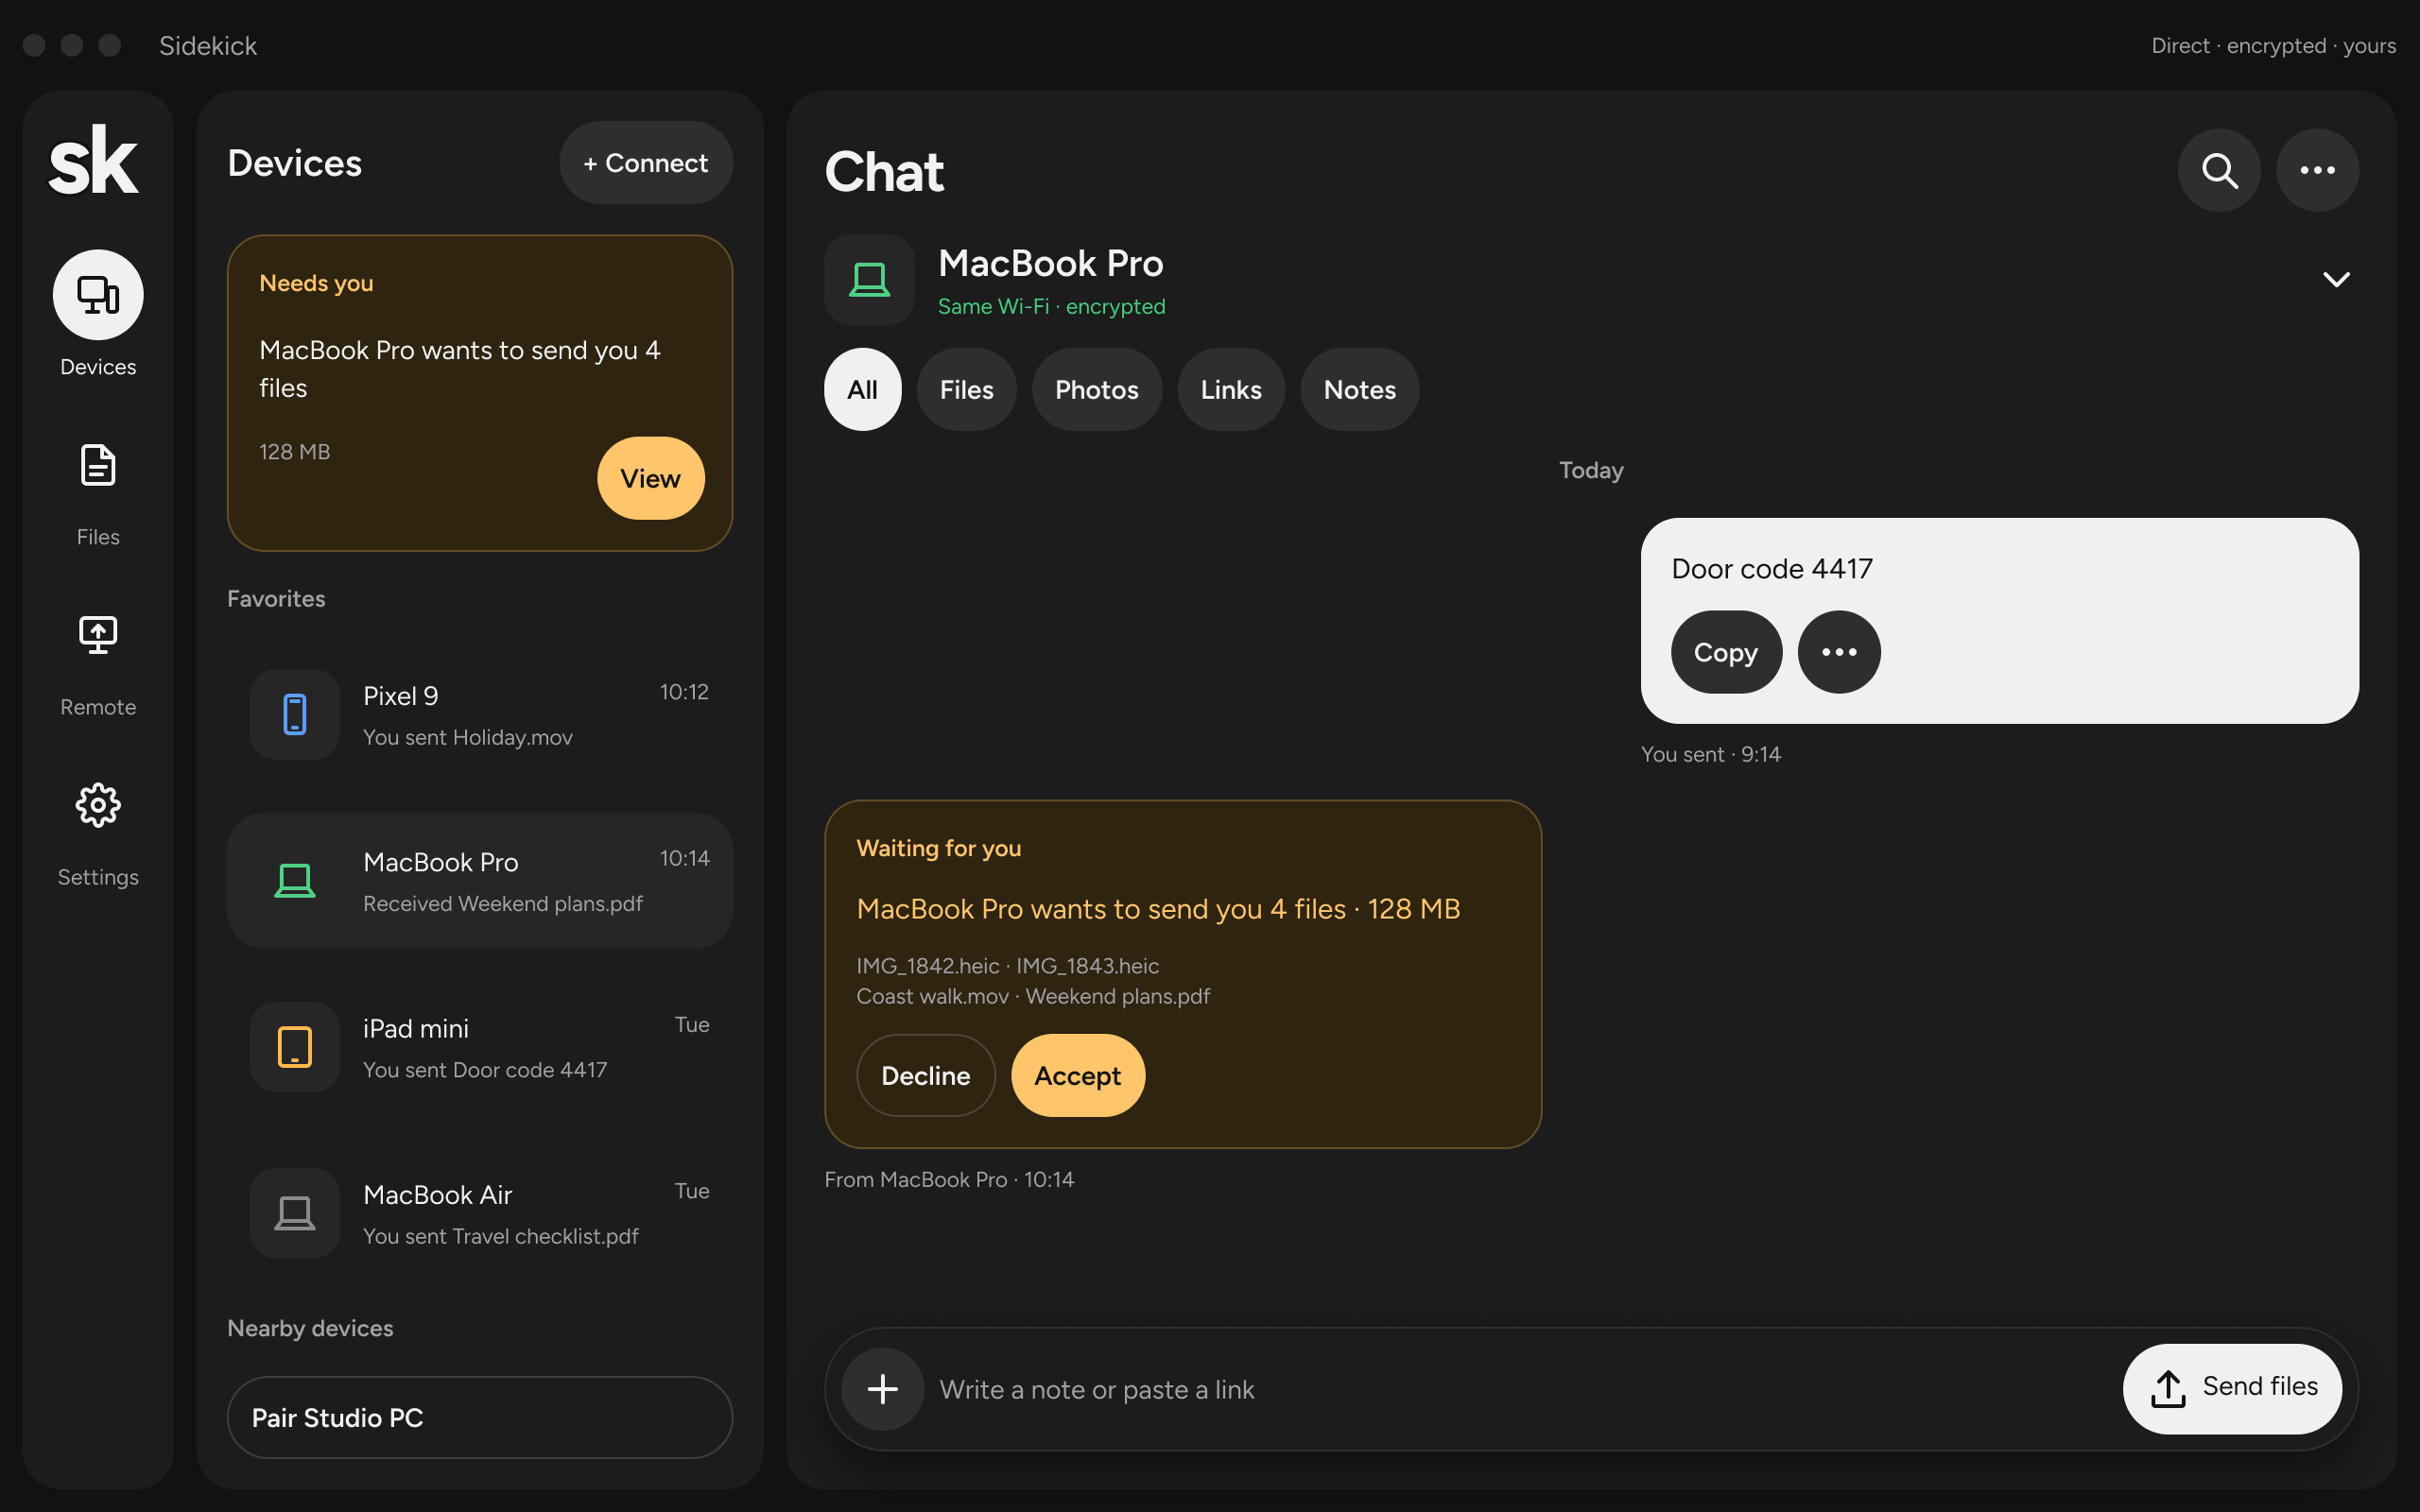 Sidekick
Direct · encrypted · yours
sk
Devices
Files
Remote
Settings
Devices
+ Connect
Needs you
MacBook Pro wants to send you 4
files
128 MB
View
Favorites
Pixel 9
10:12
You sent Holiday.mov
MacBook Pro
10:14
Received Weekend plans.pdf
iPad mini
Tue
You sent Door code 4417
MacBook Air
Tue
You sent Travel checklist.pdf
Nearby devices
Pair Studio PC
Chat
MacBook Pro
Same Wi-Fi · encrypted
All
Files
Photos
Links
Notes
Today
Door code 4417
Copy
You sent · 9:14
Waiting for you
MacBook Pro wants to send you 4 files · 128 MB
IMG_1842.heic · IMG_1843.heic
Coast walk.mov · Weekend plans.pdf
Decline
Accept
From MacBook Pro · 10:14
Write a note or paste a link
Send files